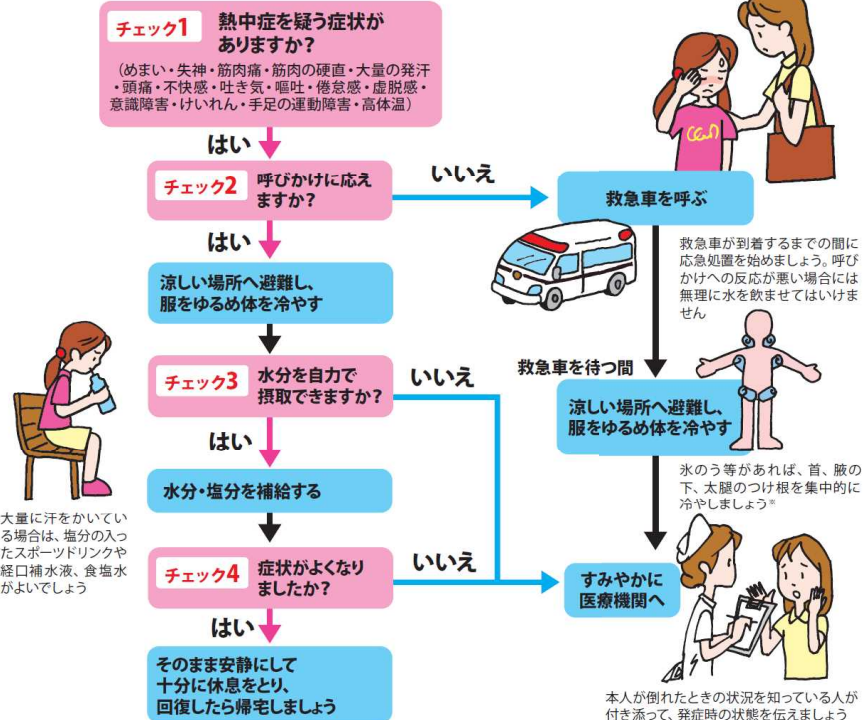 チェック1
熱中症を疑う症状が
ありますか？
（めまい・失神・筋肉痛・筋肉の硬直・大量の発汗
・頭痛・不快感・吐き気・嘔吐・倦怠感・虚脱感・
意識障害・けいれん・手足の運動障害・高体温）
はい
チェック2
呼びかけに応え
ますか？
いいえ
救急車を呼ぶ
救急車が到着するまでの間に
応急処置を始めましょう。呼び
かけへの反応が悪い場合には
無理に水を飲ませてはいけま
せん
はい
涼しい場所へ避難し、
服をゆるめ体を冷やす
チェック3
水分を自力で
摂取できますか？
いいえ
救急車を待つ間
涼しい場所へ避難し、
服をゆるめ体を冷やす
氷のう等があれば、首、腋の
下、太腿のつけ根を集中的に
冷やしましょう※
はい
水分・塩分を補給する
大量に汗をかいてい
る場合は、塩分の入っ
たスポーツドリンクや
経口補水液、食塩水
がよいでしょう
チェック4
症状がよくなり
ましたか？
いいえ
すみやかに
医療機関へ
はい
そのまま安静にして
十分に休息をとり、
回復したら帰宅しましょう
本人が倒れたときの状況を知っている人が
付き添って、発症時の状態を伝えましょう